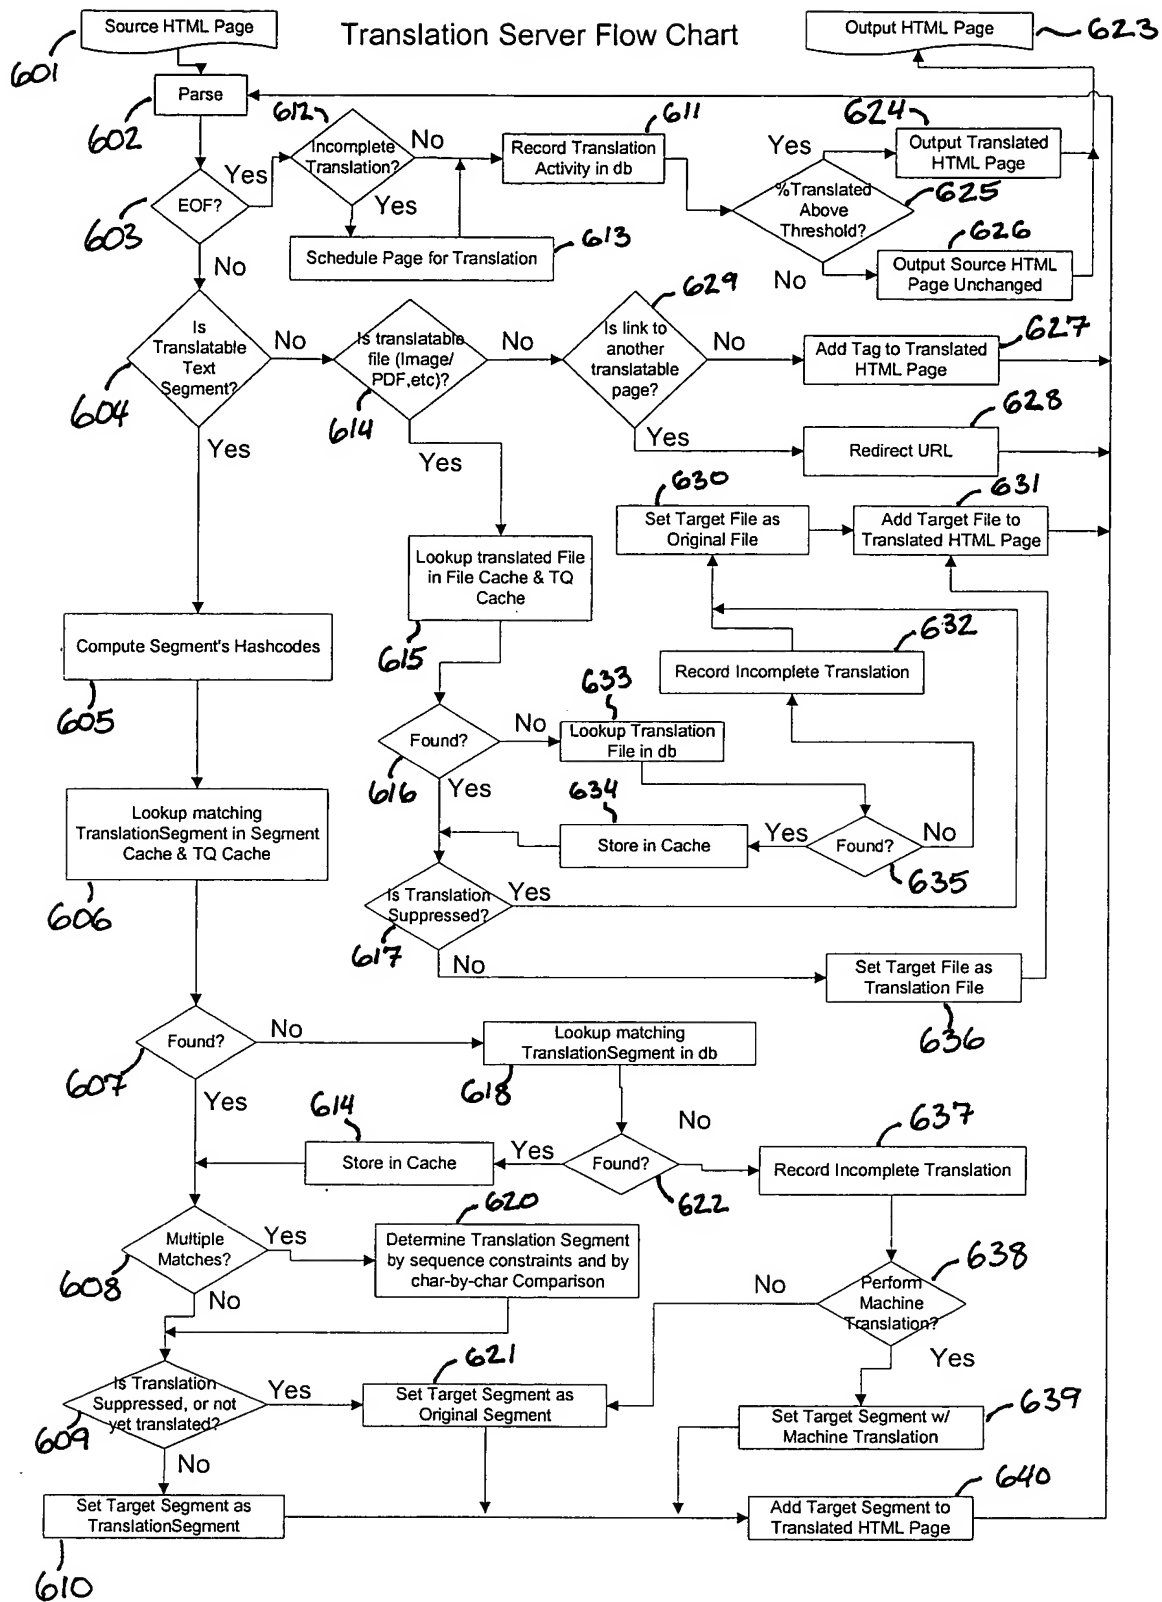 Source HTML Page
Translation Server Flow Chart
Output HTML Page
623
601
Parse
602
612
611
624
Incomplete
Translation?
No
Record Translation
Activity in db
Yes
Output Translated
HTML Page
Yes
EOF?
603
Yes
%Translated
Above
Threshold?
625
613
Schedule Page for Translation
626
No
No
Output Source HTML
Page Unchanged
629
Is
Translatable
Text
Segment?
604
No
Is translatable
file (Image/
PDF,etc)?
614
No
Is link to
another
translatable
page?
No
627
Add Tag to Translated
HTML Page
Yes
Yes
Yes
628
Redirect URL
630
631
Set Target File as
Original File
Add Target File to
Translated HTML Page
Lookup translated File
in File Cache & TQ
Cache
615
Compute Segment's Hashcodes
605
632
Record Incomplete Translation
633
Found?
616
No
Lookup Translation
File in db
Yes
634
Store in Cache
Yes
Found?
No
635
Lookup matching
TranslationSegment in Segment
Cache & TQ Cache
606
Is Translation
Suppressed?
617
Yes
No
Set Target File as
Translation File
636
Found?
607
No
Lookup matching
TranslationSegment in db
618
Yes
614
Store in Cache
Yes
Found?
622
No
637
Record Incomplete Translation
620
Multiple
Matches?
608
Yes
Determine Translation Segment
by sequence constraints and by
char-by-char Comparison
No
638
No
Perform
Machine
Translation?
Yes
621
Is Translation
Suppressed, or not
yet translated?
609
Yes
Set Target Segment as
Original Segment
639
Set Target Segment w/
Machine Translation
No
640
Set Target Segment as
TranslationSegment
610
Add Target Segment to
Translated HTML Page